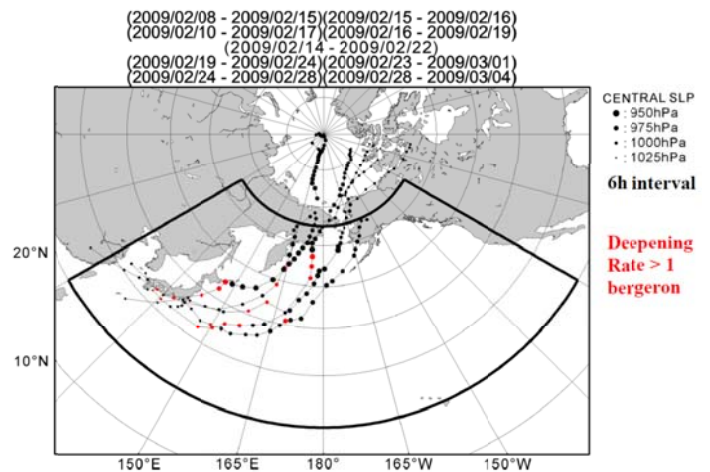 (2009/02/08 - 2009/02/15)(2009/02/15 - 2009/02/16)
(2009/02/10 - 2009/02/17)(2009/02/16 - 2009/02/19)
(2009/02/14 - 2009/02/22)
(2009/02/19 - 2009/02/24)(2009/02/23 - 2009/03/01)
(2009/02/24 - 2009/02/28)(2009/02/28 - 2009/03/04)
CENTRAL SLP
: 950hPa
: 975hPa
: 1000hPa
: 1025hPa
6h interval
Deepening
Rate > 1
bergeron
20°N
10°N
150°E 165°E 180° 165°W 150°W